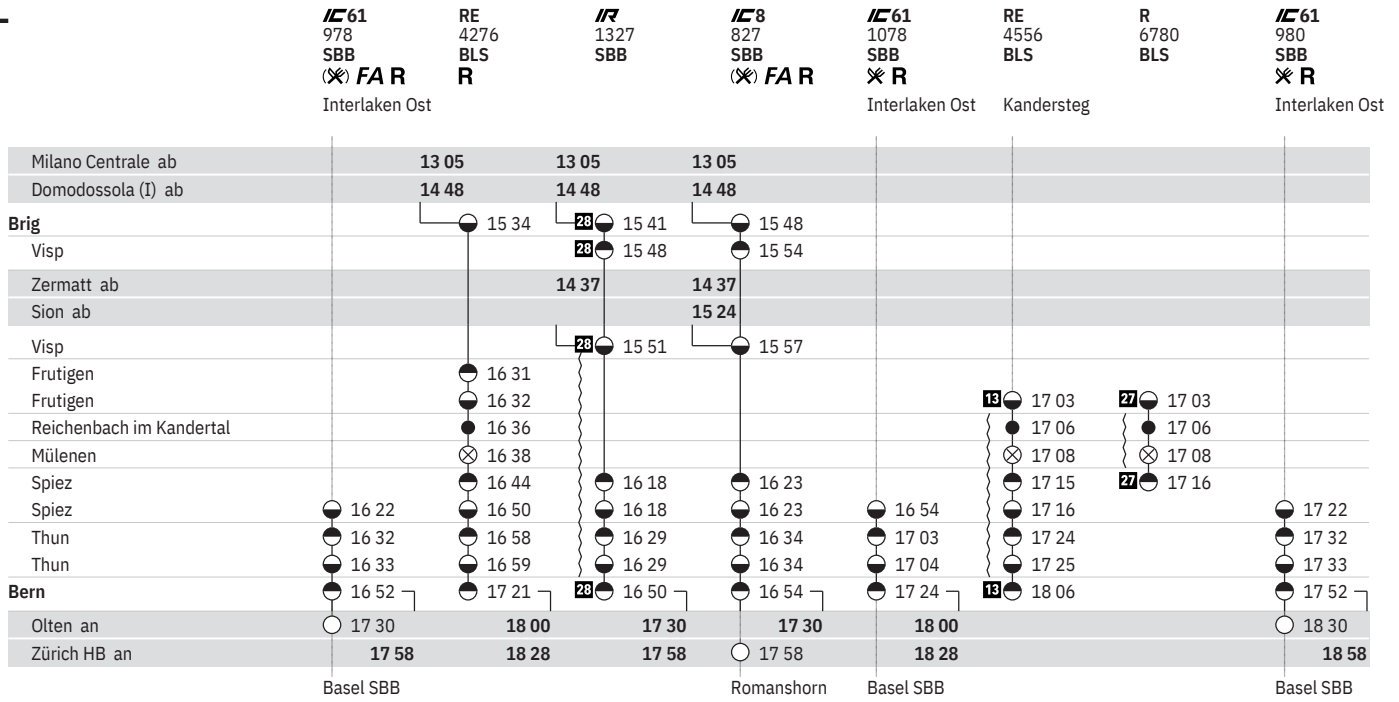 IC 61 RE IR IC 8 IC 61 RE R IC 61
978 4276 1327 827 1078 4556 6780 980
SBB BLS SBB SBB SBB BLS BLS SBB
FA R R FA R R R
Interlaken Ost Interlaken Ost Kandersteg Interlaken Ost
Milano Centrale ab 13 05 13 05 13 05
Domodossola (I) ab 14 48 14 48 14 48
Brig 15 34 28 15 41 15 48
Visp 28 15 48 15 54
Zermatt ab 14 37 14 37
Sion ab 15 24
Visp 28 15 51 15 57
Frutigen 16 31
Frutigen 16 32 13 17 03 27 17 03
Reichenbach im Kandertal 16 36 17 06 17 06
Mülenen 16 38 17 08 17 08
Spiez 16 44 16 18 16 23 17 15 27 17 16
Spiez 16 22 16 50 16 18 16 23 16 54 17 16 17 22
Thun 16 32 16 58 16 29 16 34 17 03 17 24 17 32
Thun 16 33 16 59 16 29 16 34 17 04 17 25 17 33
Bern 16 52 17 21 28 16 50 16 54 17 24 13 18 06 17 52
Olten an 17 30 18 00 17 30 17 30 18 00 18 30
Zürich HB an 17 58 18 28 17 58 17 58 18 28 18 58
Basel SBB Romanshorn Basel SBB Basel SBB